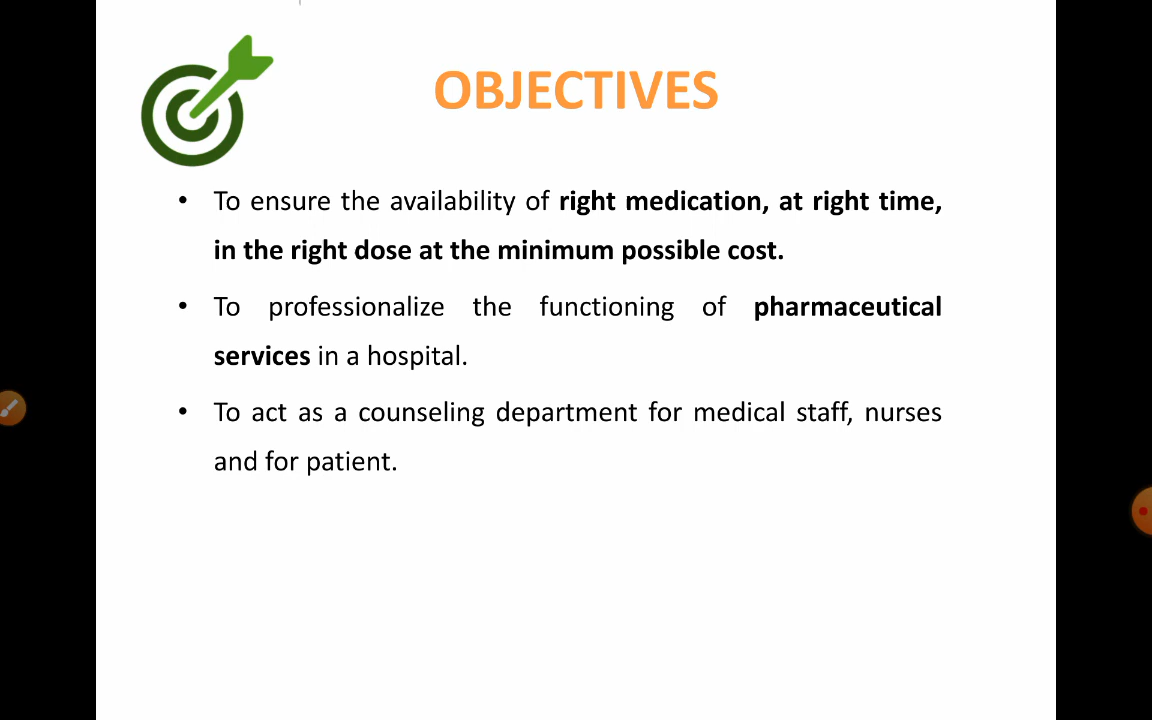 OBJECTIVES
• To ensure the availability of right medication, at right time,
in the right dose at the minimum possible cost.
• To professionalize the functioning of pharmaceutical
services in a hospital.
• To act as a counseling department for medical staff, nurses
and for patient.